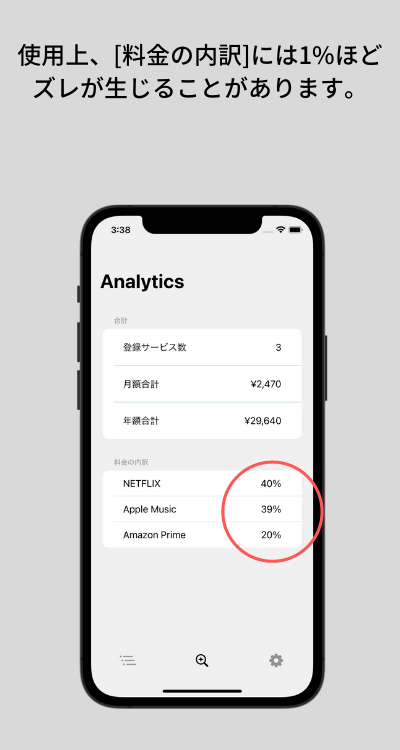 使用上、[料金の内訳]には1%ほど
ズレが生じることがあります。
3:38
Analytics
合計
登録サービス数 3
月額合計 ¥2,470
年額合計 ¥29,640
料金の内訳
NETFLIX 40%
Apple Music 39%
Amazon Prime 20%